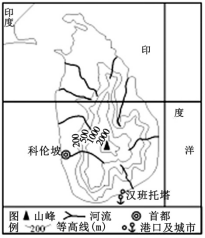 印度
印
度
洋
200
500
1000
2000
科伦坡
汉班托塔
图例 ▲山峰 河流 首都
200 等高线(m) 港口及城市